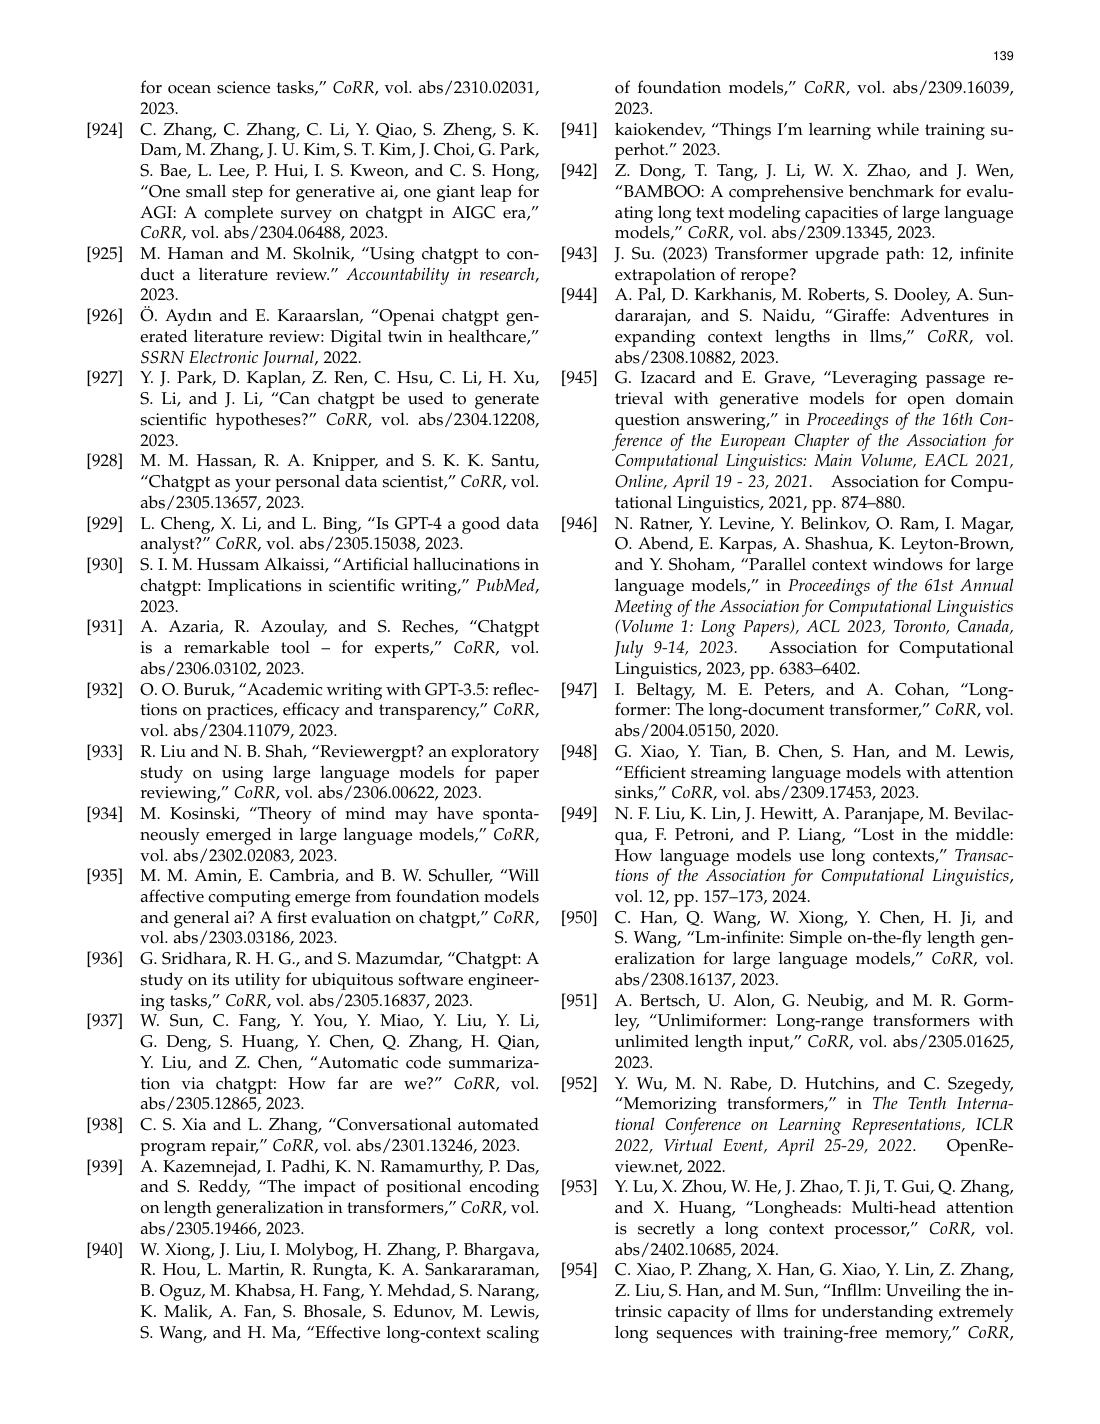 139
for ocean science tasks,” CoRR, vol. abs/2310.02031,
2023.
[924] C. Zhang, C. Zhang, C. Li, Y. Qiao, S. Zheng, S. K.
Dam, M. Zhang, J. U. Kim, S. T. Kim, J. Choi, G. Park,
S. Bae, L. Lee, P. Hui, I. S. Kweon, and C. S. Hong,
“One small step for generative ai, one giant leap for
AGI: A complete survey on chatgpt in AIGC era,”
CoRR, vol. abs/2304.06488, 2023.
[925] M. Haman and M. Skolnik, “Using chatgpt to con-
duct a literature review.” Accountability in research,
2023.
[926] Ö. Aydın and E. Karaarslan, “Openai chatgpt gen-
erated literature review: Digital twin in healthcare,”
SSRN Electronic Journal, 2022.
[927] Y. J. Park, D. Kaplan, Z. Ren, C. Hsu, C. Li, H. Xu,
S. Li, and J. Li, “Can chatgpt be used to generate
scientific hypotheses?” CoRR, vol. abs/2304.12208,
2023.
[928] M. M. Hassan, R. A. Knipper, and S. K. K. Santu,
“Chatgpt as your personal data scientist,” CoRR, vol.
abs/2305.13657, 2023.
[929] L. Cheng, X. Li, and L. Bing, “Is GPT-4 a good data
analyst?” CoRR, vol. abs/2305.15038, 2023.
[930] S. I. M. Hussam Alkaissi, “Artificial hallucinations in
chatgpt: Implications in scientific writing,” PubMed,
2023.
[931] A. Azaria, R. Azoulay, and S. Reches, “Chatgpt
is a remarkable tool – for experts,” CoRR, vol.
abs/2306.03102, 2023.
[932] O. O. Buruk, “Academic writing with GPT-3.5: reflec-
tions on practices, efficacy and transparency,” CoRR,
vol. abs/2304.11079, 2023.
[933] R. Liu and N. B. Shah, “Reviewergpt? an exploratory
study on using large language models for paper
reviewing,” CoRR, vol. abs/2306.00622, 2023.
[934] M. Kosinski, “Theory of mind may have sponta-
neously emerged in large language models,” CoRR,
vol. abs/2302.02083, 2023.
[935] M. M. Amin, E. Cambria, and B. W. Schuller, “Will
affective computing emerge from foundation models
and general ai? A first evaluation on chatgpt,” CoRR,
vol. abs/2303.03186, 2023.
[936] G. Sridhara, R. H. G., and S. Mazumdar, “Chatgpt: A
study on its utility for ubiquitous software engineer-
ing tasks,” CoRR, vol. abs/2305.16837, 2023.
[937] W. Sun, C. Fang, Y. You, Y. Miao, Y. Liu, Y. Li,
G. Deng, S. Huang, Y. Chen, Q. Zhang, H. Qian,
Y. Liu, and Z. Chen, “Automatic code summariza-
tion via chatgpt: How far are we?” CoRR, vol.
abs/2305.12865, 2023.
[938] C. S. Xia and L. Zhang, “Conversational automated
program repair,” CoRR, vol. abs/2301.13246, 2023.
[939] A. Kazemnejad, I. Padhi, K. N. Ramamurthy, P. Das,
and S. Reddy, “The impact of positional encoding
on length generalization in transformers,” CoRR, vol.
abs/2305.19466, 2023.
[940] W. Xiong, J. Liu, I. Molybog, H. Zhang, P. Bhargava,
R. Hou, L. Martin, R. Rungta, K. A. Sankararaman,
B. Oguz, M. Khabsa, H. Fang, Y. Mehdad, S. Narang,
K. Malik, A. Fan, S. Bhosale, S. Edunov, M. Lewis,
S. Wang, and H. Ma, “Effective long-context scaling
of foundation models,” CoRR, vol. abs/2309.16039,
2023.
[941] kaiokendev, “Things I’m learning while training su-
perhot.” 2023.
[942] Z. Dong, T. Tang, J. Li, W. X. Zhao, and J. Wen,
“BAMBOO: A comprehensive benchmark for evalu-
ating long text modeling capacities of large language
models,” CoRR, vol. abs/2309.13345, 2023.
[943] J. Su. (2023) Transformer upgrade path: 12, infinite
extrapolation of rerope?
[944] A. Pal, D. Karkhanis, M. Roberts, S. Dooley, A. Sun-
dararajan, and S. Naidu, “Giraffe: Adventures in
expanding context lengths in llms,” CoRR, vol.
abs/2308.10882, 2023.
[945] G. Izacard and E. Grave, “Leveraging passage re-
trieval with generative models for open domain
question answering,” in Proceedings of the 16th Con-
ference of the European Chapter of the Association for
Computational Linguistics: Main Volume, EACL 2021,
Online, April 19 - 23, 2021. Association for Compu-
tational Linguistics, 2021, pp. 874–880.
[946] N. Ratner, Y. Levine, Y. Belinkov, O. Ram, I. Magar,
O. Abend, E. Karpas, A. Shashua, K. Leyton-Brown,
and Y. Shoham, “Parallel context windows for large
language models,” in Proceedings of the 61st Annual
Meeting of the Association for Computational Linguistics
(Volume 1: Long Papers), ACL 2023, Toronto, Canada,
July 9-14, 2023. Association for Computational
Linguistics, 2023, pp. 6383–6402.
[947] I. Beltagy, M. E. Peters, and A. Cohan, “Long-
former: The long-document transformer,” CoRR, vol.
abs/2004.05150, 2020.
[948] G. Xiao, Y. Tian, B. Chen, S. Han, and M. Lewis,
“Efficient streaming language models with attention
sinks,” CoRR, vol. abs/2309.17453, 2023.
[949] N. F. Liu, K. Lin, J. Hewitt, A. Paranjape, M. Bevilac-
qua, F. Petroni, and P. Liang, “Lost in the middle:
How language models use long contexts,” Transac-
tions of the Association for Computational Linguistics,
vol. 12, pp. 157–173, 2024.
[950] C. Han, Q. Wang, W. Xiong, Y. Chen, H. Ji, and
S. Wang, “Lm-infinite: Simple on-the-fly length gen-
eralization for large language models,” CoRR, vol.
abs/2308.16137, 2023.
[951] A. Bertsch, U. Alon, G. Neubig, and M. R. Gorm-
ley, “Unlimiformer: Long-range transformers with
unlimited length input,” CoRR, vol. abs/2305.01625,
2023.
[952] Y. Wu, M. N. Rabe, D. Hutchins, and C. Szegedy,
“Memorizing transformers,” in The Tenth Interna-
tional Conference on Learning Representations, ICLR
2022, Virtual Event, April 25-29, 2022. OpenRe-
view.net, 2022.
[953] Y. Lu, X. Zhou, W. He, J. Zhao, T. Ji, T. Gui, Q. Zhang,
and X. Huang, “Longheads: Multi-head attention
is secretly a long context processor,” CoRR, vol.
abs/2402.10685, 2024.
[954] C. Xiao, P. Zhang, X. Han, G. Xiao, Y. Lin, Z. Zhang,
Z. Liu, S. Han, and M. Sun, “Infllm: Unveiling the in-
trinsic capacity of llms for understanding extremely
long sequences with training-free memory,” CoRR,